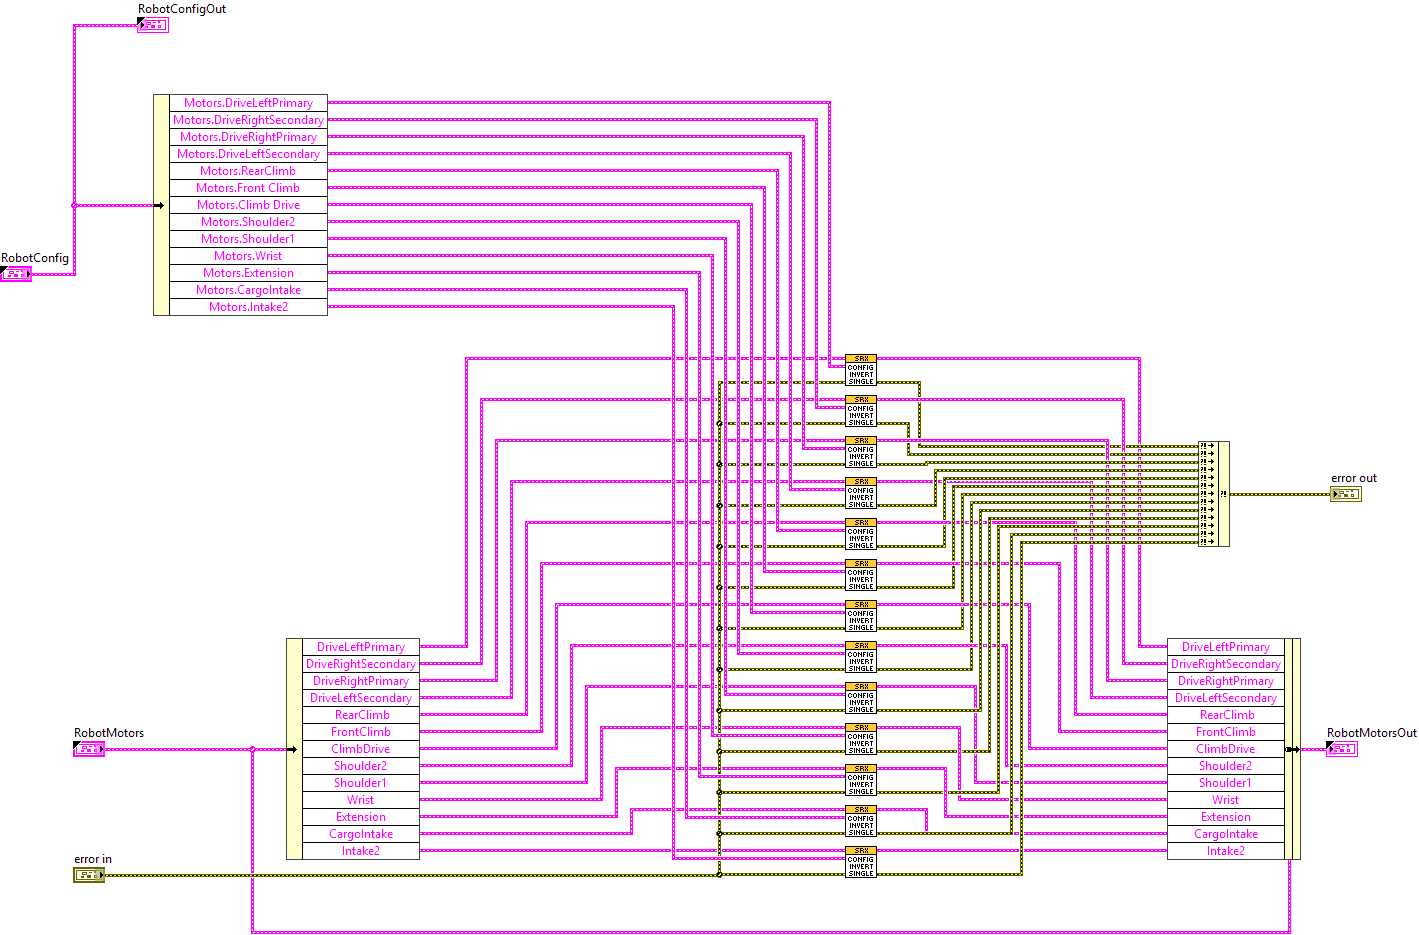 RobotConfigOut
Motors.DriveLeftPrimary
Motors.DriveRightSecondary
Motors.DriveRightPrimary
Motors.DriveLeftSecondary
Motors.RearClimb
Motors.Front Climb
Motors.Climb Drive
Motors.Shoulder2
Motors.Shoulder1
Motors.Wrist
Motors.Extension
Motors.CargoIntake
Motors.Intake2
RobotConfig
SRX
CONFIG
INVERT
SINGLE
SRX
CONFIG
INVERT
SINGLE
SRX
CONFIG
INVERT
SINGLE
SRX
CONFIG
INVERT
SINGLE
SRX
CONFIG
INVERT
SINGLE
SRX
CONFIG
INVERT
SINGLE
SRX
CONFIG
INVERT
SINGLE
SRX
CONFIG
INVERT
SINGLE
SRX
CONFIG
INVERT
SINGLE
SRX
CONFIG
INVERT
SINGLE
SRX
CONFIG
INVERT
SINGLE
SRX
CONFIG
INVERT
SINGLE
SRX
CONFIG
INVERT
SINGLE
?!
?!
?!
?!
?!
?!
?!
?!
?!
?!
?!
?!
?!
?!
error out
RobotMotors
error in
DriveLeftPrimary
DriveRightSecondary
DriveRightPrimary
DriveLeftSecondary
RearClimb
FrontClimb
ClimbDrive
Shoulder2
Shoulder1
Wrist
Extension
CargoIntake
Intake2
DriveLeftPrimary
DriveRightSecondary
DriveRightPrimary
DriveLeftSecondary
RearClimb
FrontClimb
ClimbDrive
Shoulder2
Shoulder1
Wrist
Extension
CargoIntake
Intake2
RobotMotorsOut